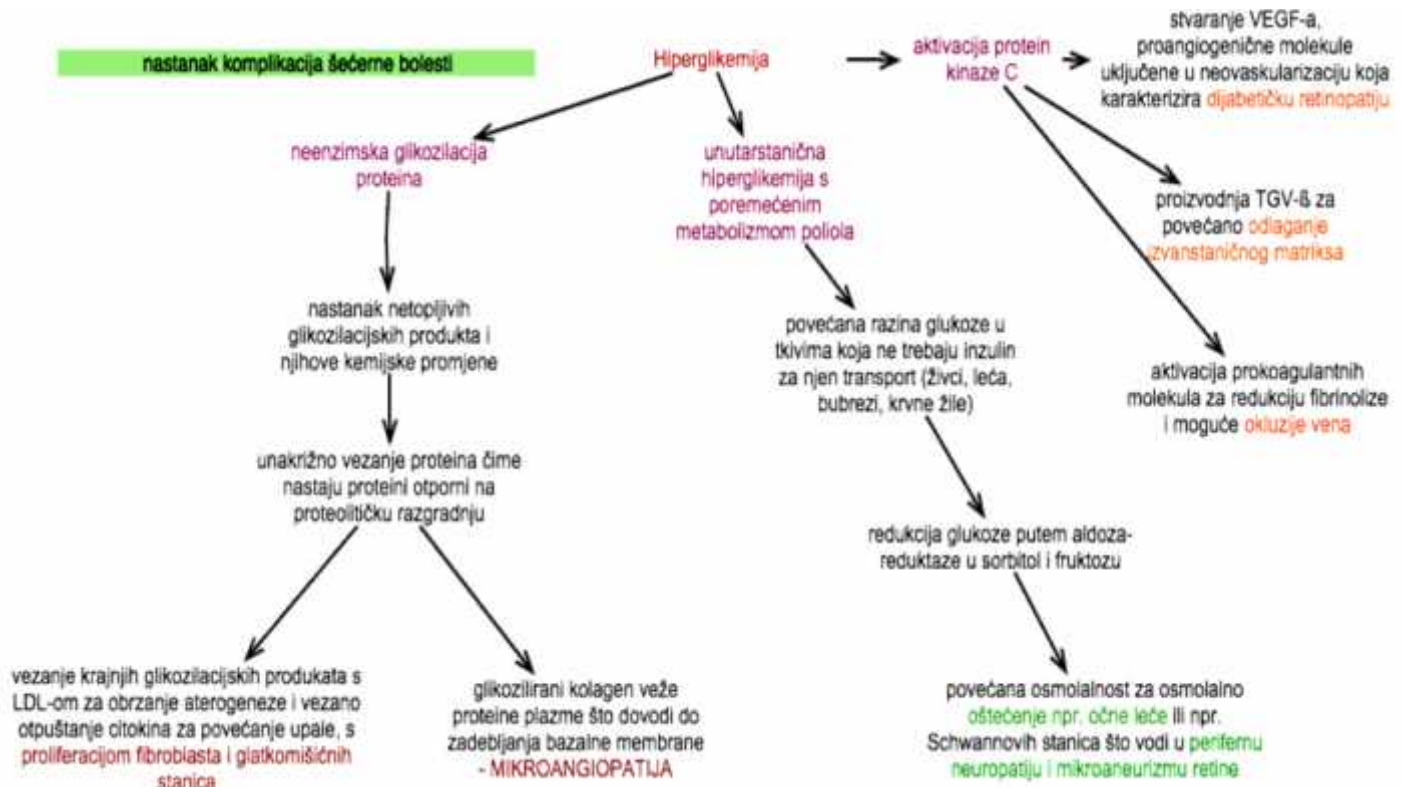 nastanak komplikacija šećerne bolesti
Hiperglikemija
aktivacija protein
kinaze C
stvaranje VEGF-a,
proangiogenične molekule
uključene u neovaskularizaciju koja
karakterizira dijabetičku retinopatiju
neenzimska glikozilacija
proteina
unutarstanična
hiperglikemija s
poremećenim
metabolizmom poliola
proizvodnja TGV-ß za
povećano odlaganje
izvanstaničnog matriksa
nastanak netopljivih
glikozilacijskih produkta i
njihove kemijske promjene
povećana razina glukoze u
tkivima koja ne trebaju inzulin
za njen transport (živci, leća,
bubrezi, krvne žile)
aktivacija prokoagulantnih
molekula za redukciju fibrinolize
i moguće okluzije vena
unakrižno vezanje proteina čime
nastaju proteini otporni na
proteolitičku razgradnju
redukcija glukoze putem aldoza-
reduktaze u sorbitol i fruktozu
vezanje krajnjih glikozilacijskih produkata s
LDL-om za obrzanje aterogeneze i vezano
otpuštanje citokina za povećanje upale, s
proliferacijom fibroblasta i glatkomišićnih
stanica
glikozilirani kolagen veže
proteine plazme što dovodi do
zadebljanja bazalne membrane
- MIKROANGIOPATIJA
povećana osmolalnost za osmolalno
oštećenje npr. očne leće ili npr.
Schwannovih stanica što vodi u perifernu
neuropatiju i mikroaneurizmu retine